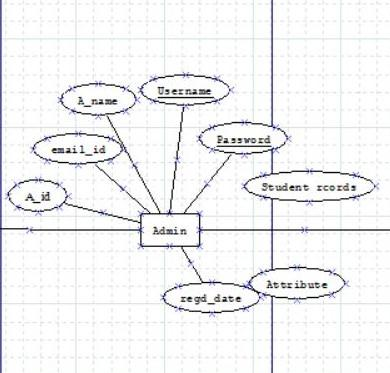 Username
A_name
Password
email_id
Student rcords
A_id
Admin
Attribute
regd_date